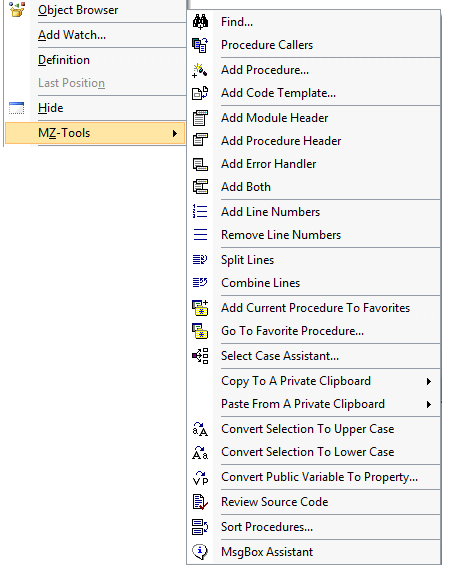 Object Browser
Add Watch...
Definition
Last Position
Hide
MZ-Tools
Find...
Procedure Callers
Add Procedure...
Add Code Template...
Add Module Header
Add Procedure Header
Add Error Handler
Add Both
Add Line Numbers
Remove Line Numbers
Split Lines
Combine Lines
Add Current Procedure To Favorites
Go To Favorite Procedure...
Select Case Assistant...
Copy To A Private Clipboard
Paste From A Private Clipboard
Convert Selection To Upper Case
Convert Selection To Lower Case
Convert Public Variable To Property...
Review Source Code
Sort Procedures...
MsgBox Assistant